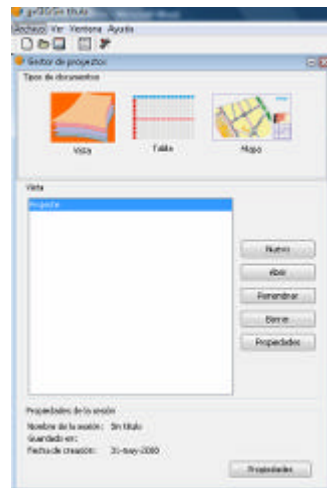 gvSIG:Sin título
Archivo Ver Ventana Ayuda
Gestor de proyectos
Tipos de documentos
Vista Tabla Mapa
Vista
Nuevo
Abrir
Renombrar
Borrar
Propiedades
Propiedades de la sesión
Nombre de la sesión: Sin título
Guardado en:
Fecha de creación: 31-may-2008
Propiedades